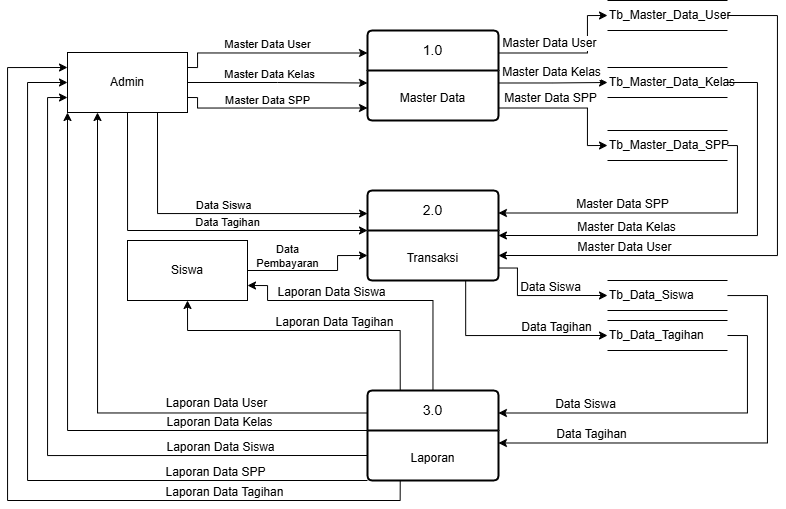 Tb_Master_Data_User
Master Data User
1.0
Master Data User
Admin
Master Data Kelas
Master Data Kelas
Tb_Master_Data_Kelas
Master Data SPP
Master Data
Master Data SPP
Tb_Master_Data_SPP
Data Siswa
2.0
Master Data SPP
Data Tagihan
Master Data Kelas
Master Data User
Data
Pembayaran
Transaksi
Siswa
Laporan Data Siswa
Data Siswa
Tb_Data_Siswa
Laporan Data Tagihan
Data Tagihan
Tb_Data_Tagihan
Laporan Data User
3.0
Data Siswa
Laporan Data Kelas
Data Tagihan
Laporan Data Siswa
Laporan
Laporan Data SPP
Laporan Data Tagihan